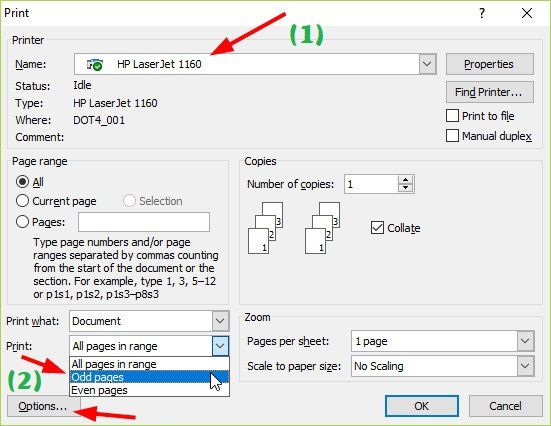 Print
Printer
(1)
Name: HP LaserJet 1160 Properties
Status: Idle
Type: HP LaserJet 1160 Find Printer...
Where: DOT4_001 Print to file
Comment: Manual duplex
Page range
All
Current page Selection
Pages:
Type page numbers and/or page
ranges separated by commas counting
from the start of the document or the
section. For example, type 1, 3, 5–12
or p1s1, p1s2, p1s3–p8s3
Copies
Number of copies: 1
1 2 3 1 2 3
Collate
Print what: Document
Print: All pages in range
All pages in range
Odd pages
Even pages
(2)
Options...
Zoom
Pages per sheet: 1 page
Scale to paper size: No Scaling
OK Cancel